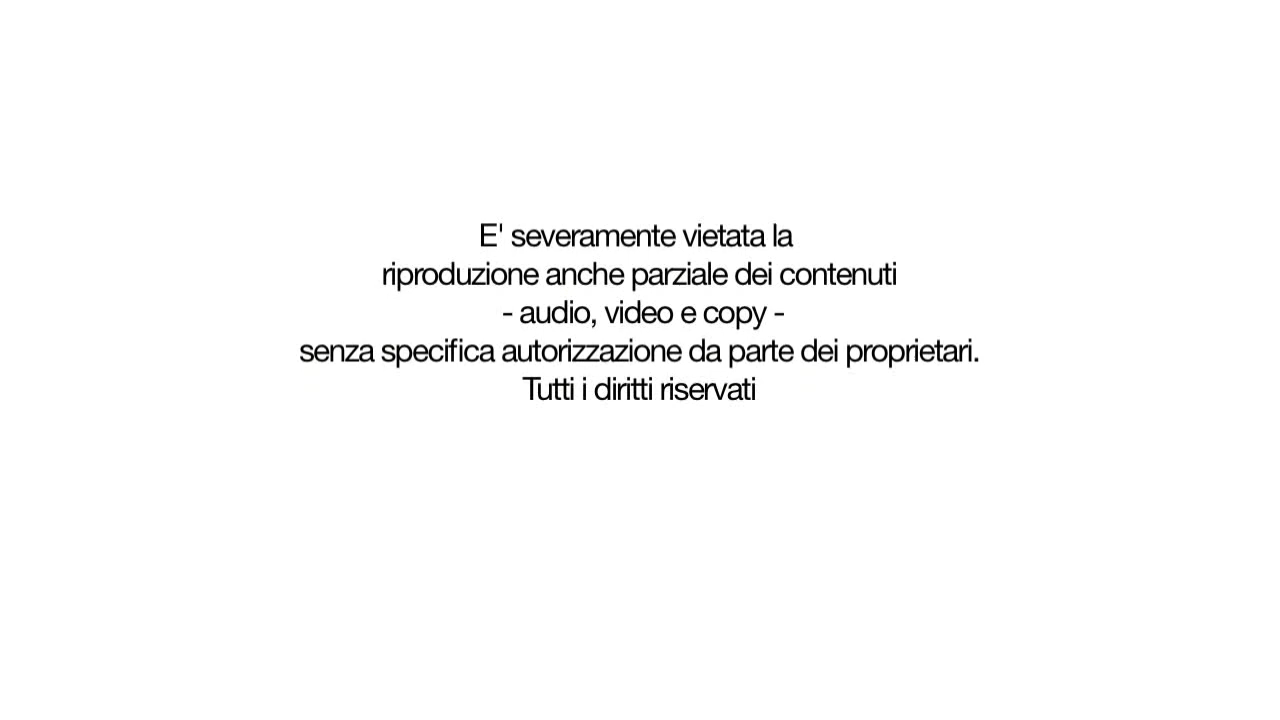 E' severamente vietata la
riproduzione anche parziale dei contenuti
- audio, video e copy -
senza specifica autorizzazione da parte dei proprietari.
Tutti i diritti riservati